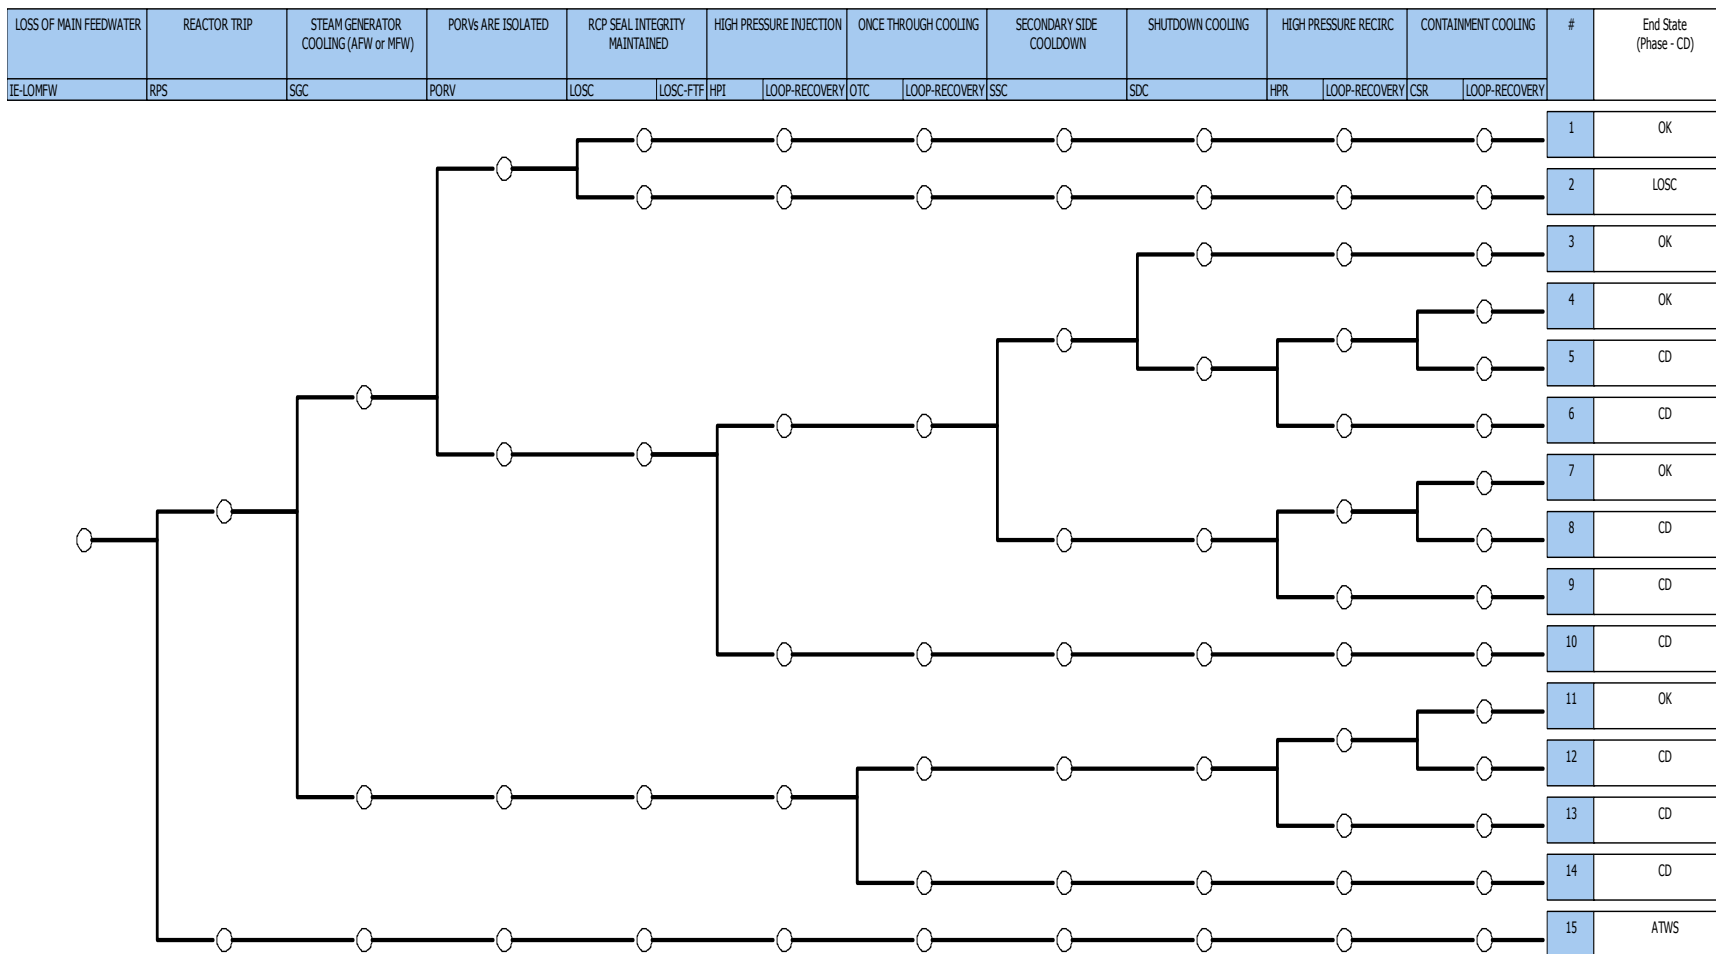 LOSS OF MAIN FEEDWATER
REACTOR TRIP
STEAM GENERATOR
COOLING (AFW or MFW)
PORVs ARE ISOLATED
RCP SEAL INTEGRITY
MAINTAINED
HIGH PRESSURE INJECTION
ONCE THROUGH COOLING
SECONDARY SIDE
COOLDOWN
SHUTDOWN COOLING
HIGH PRESSURE RECIRC
CONTAINMENT COOLING
#
End State
(Phase - CD)
IE-LOMFW
RPS
SGC
PORV
LOSC
LOSC-FTF
HPI
LOOP-RECOVERY
OTC
LOOP-RECOVERY
SSC
SDC
HPR
LOOP-RECOVERY
CSR
LOOP-RECOVERY
1 OK
2 LOSC
3 OK
4 OK
5 CD
6 CD
7 OK
8 CD
9 CD
10 CD
11 OK
12 CD
13 CD
14 CD
15 ATWS